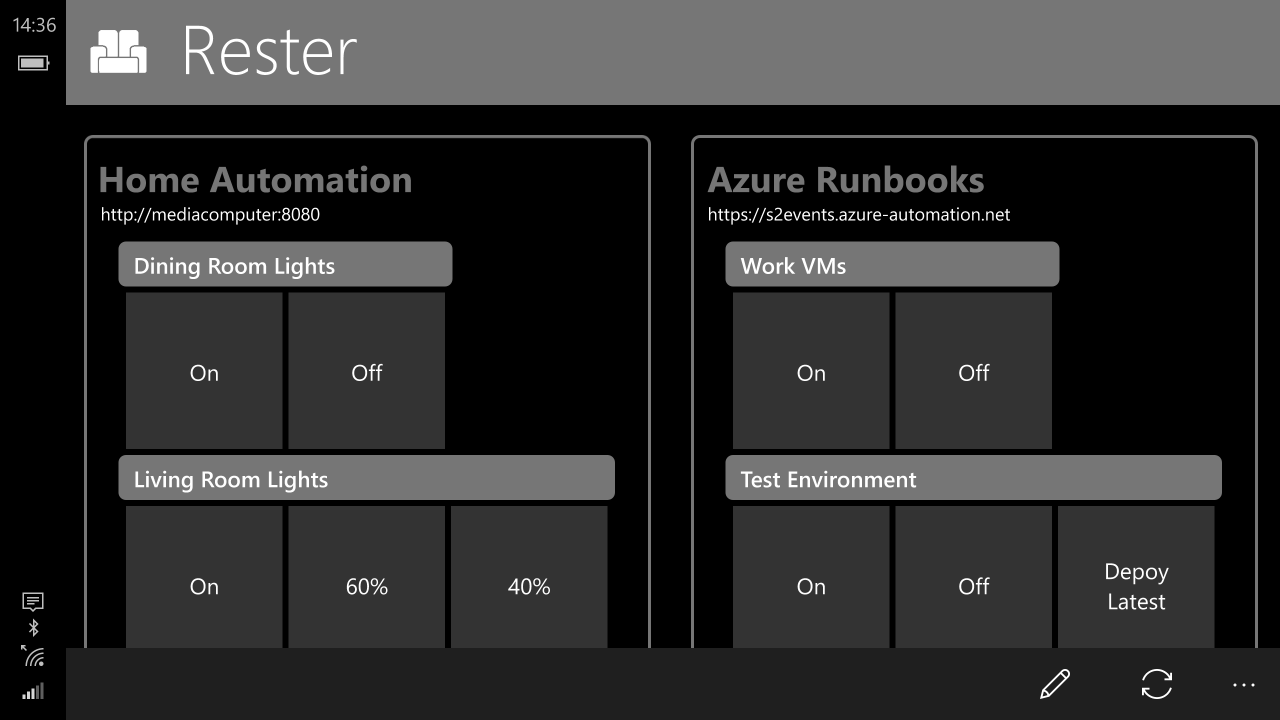 14:36
Rester
Home Automation
http://mediacomputer:8080
Dining Room Lights
On
Off
Living Room Lights
On
60%
40%
Azure Runbooks
https://s2events.azure-automation.net
Work VMs
On
Off
Test Environment
On
Off
Depoy
Latest